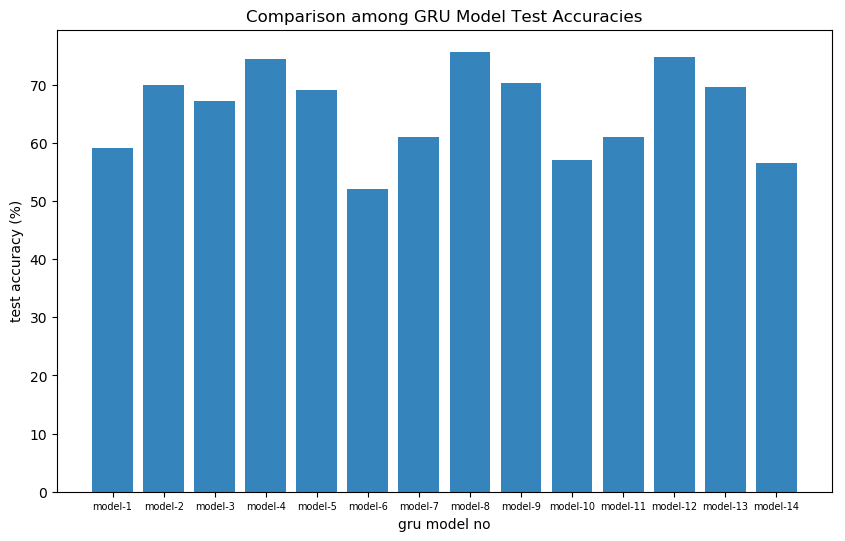 Comparison among GRU Model Test Accuracies
test accuracy (%)
70
60
50
40
30
20
10
0
model-1 model-2 model-3 model-4 model-5 model-6 model-7 model-8 model-9 model-10 model-11 model-12 model-13 model-14
gru model no